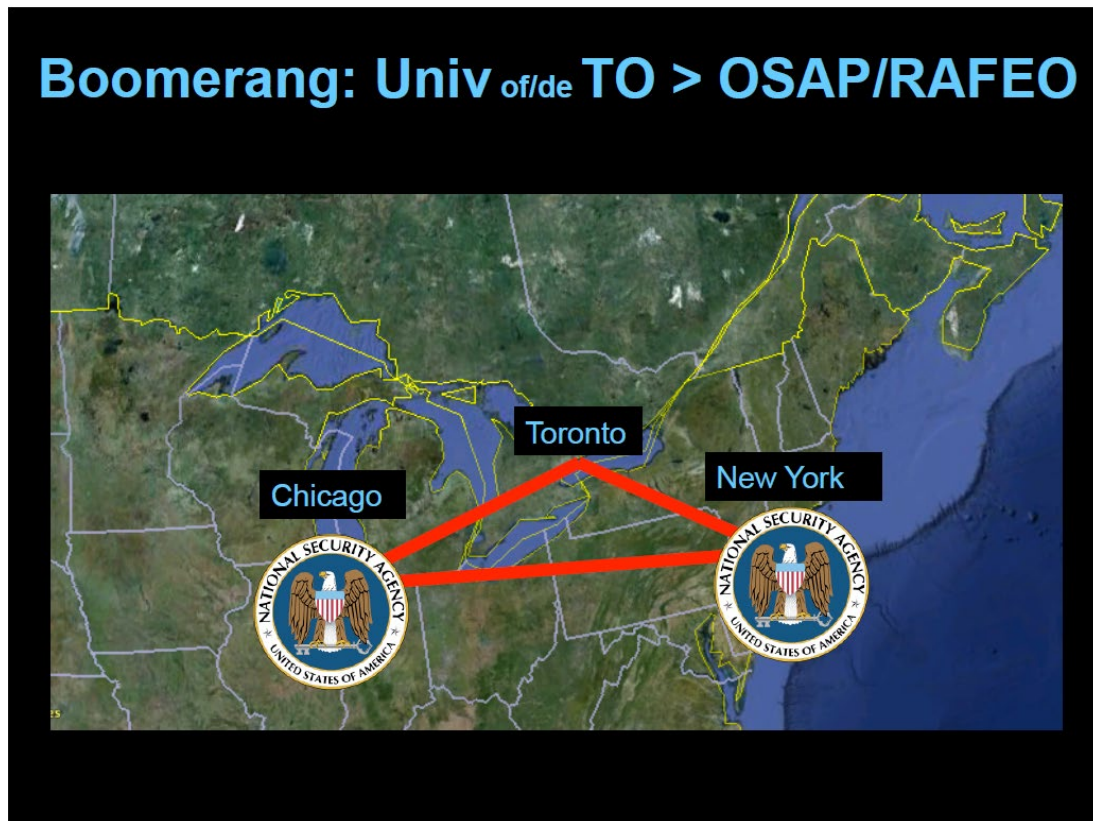 Boomerang: Univ of/de TO > OSAP/RAFEO
Toronto
New York
Chicago
NATIONAL SECURITY AGENCY
UNITED STATES OF AMERICA
NATIONAL SECURITY AGENCY
UNITED STATES OF AMERICA
es